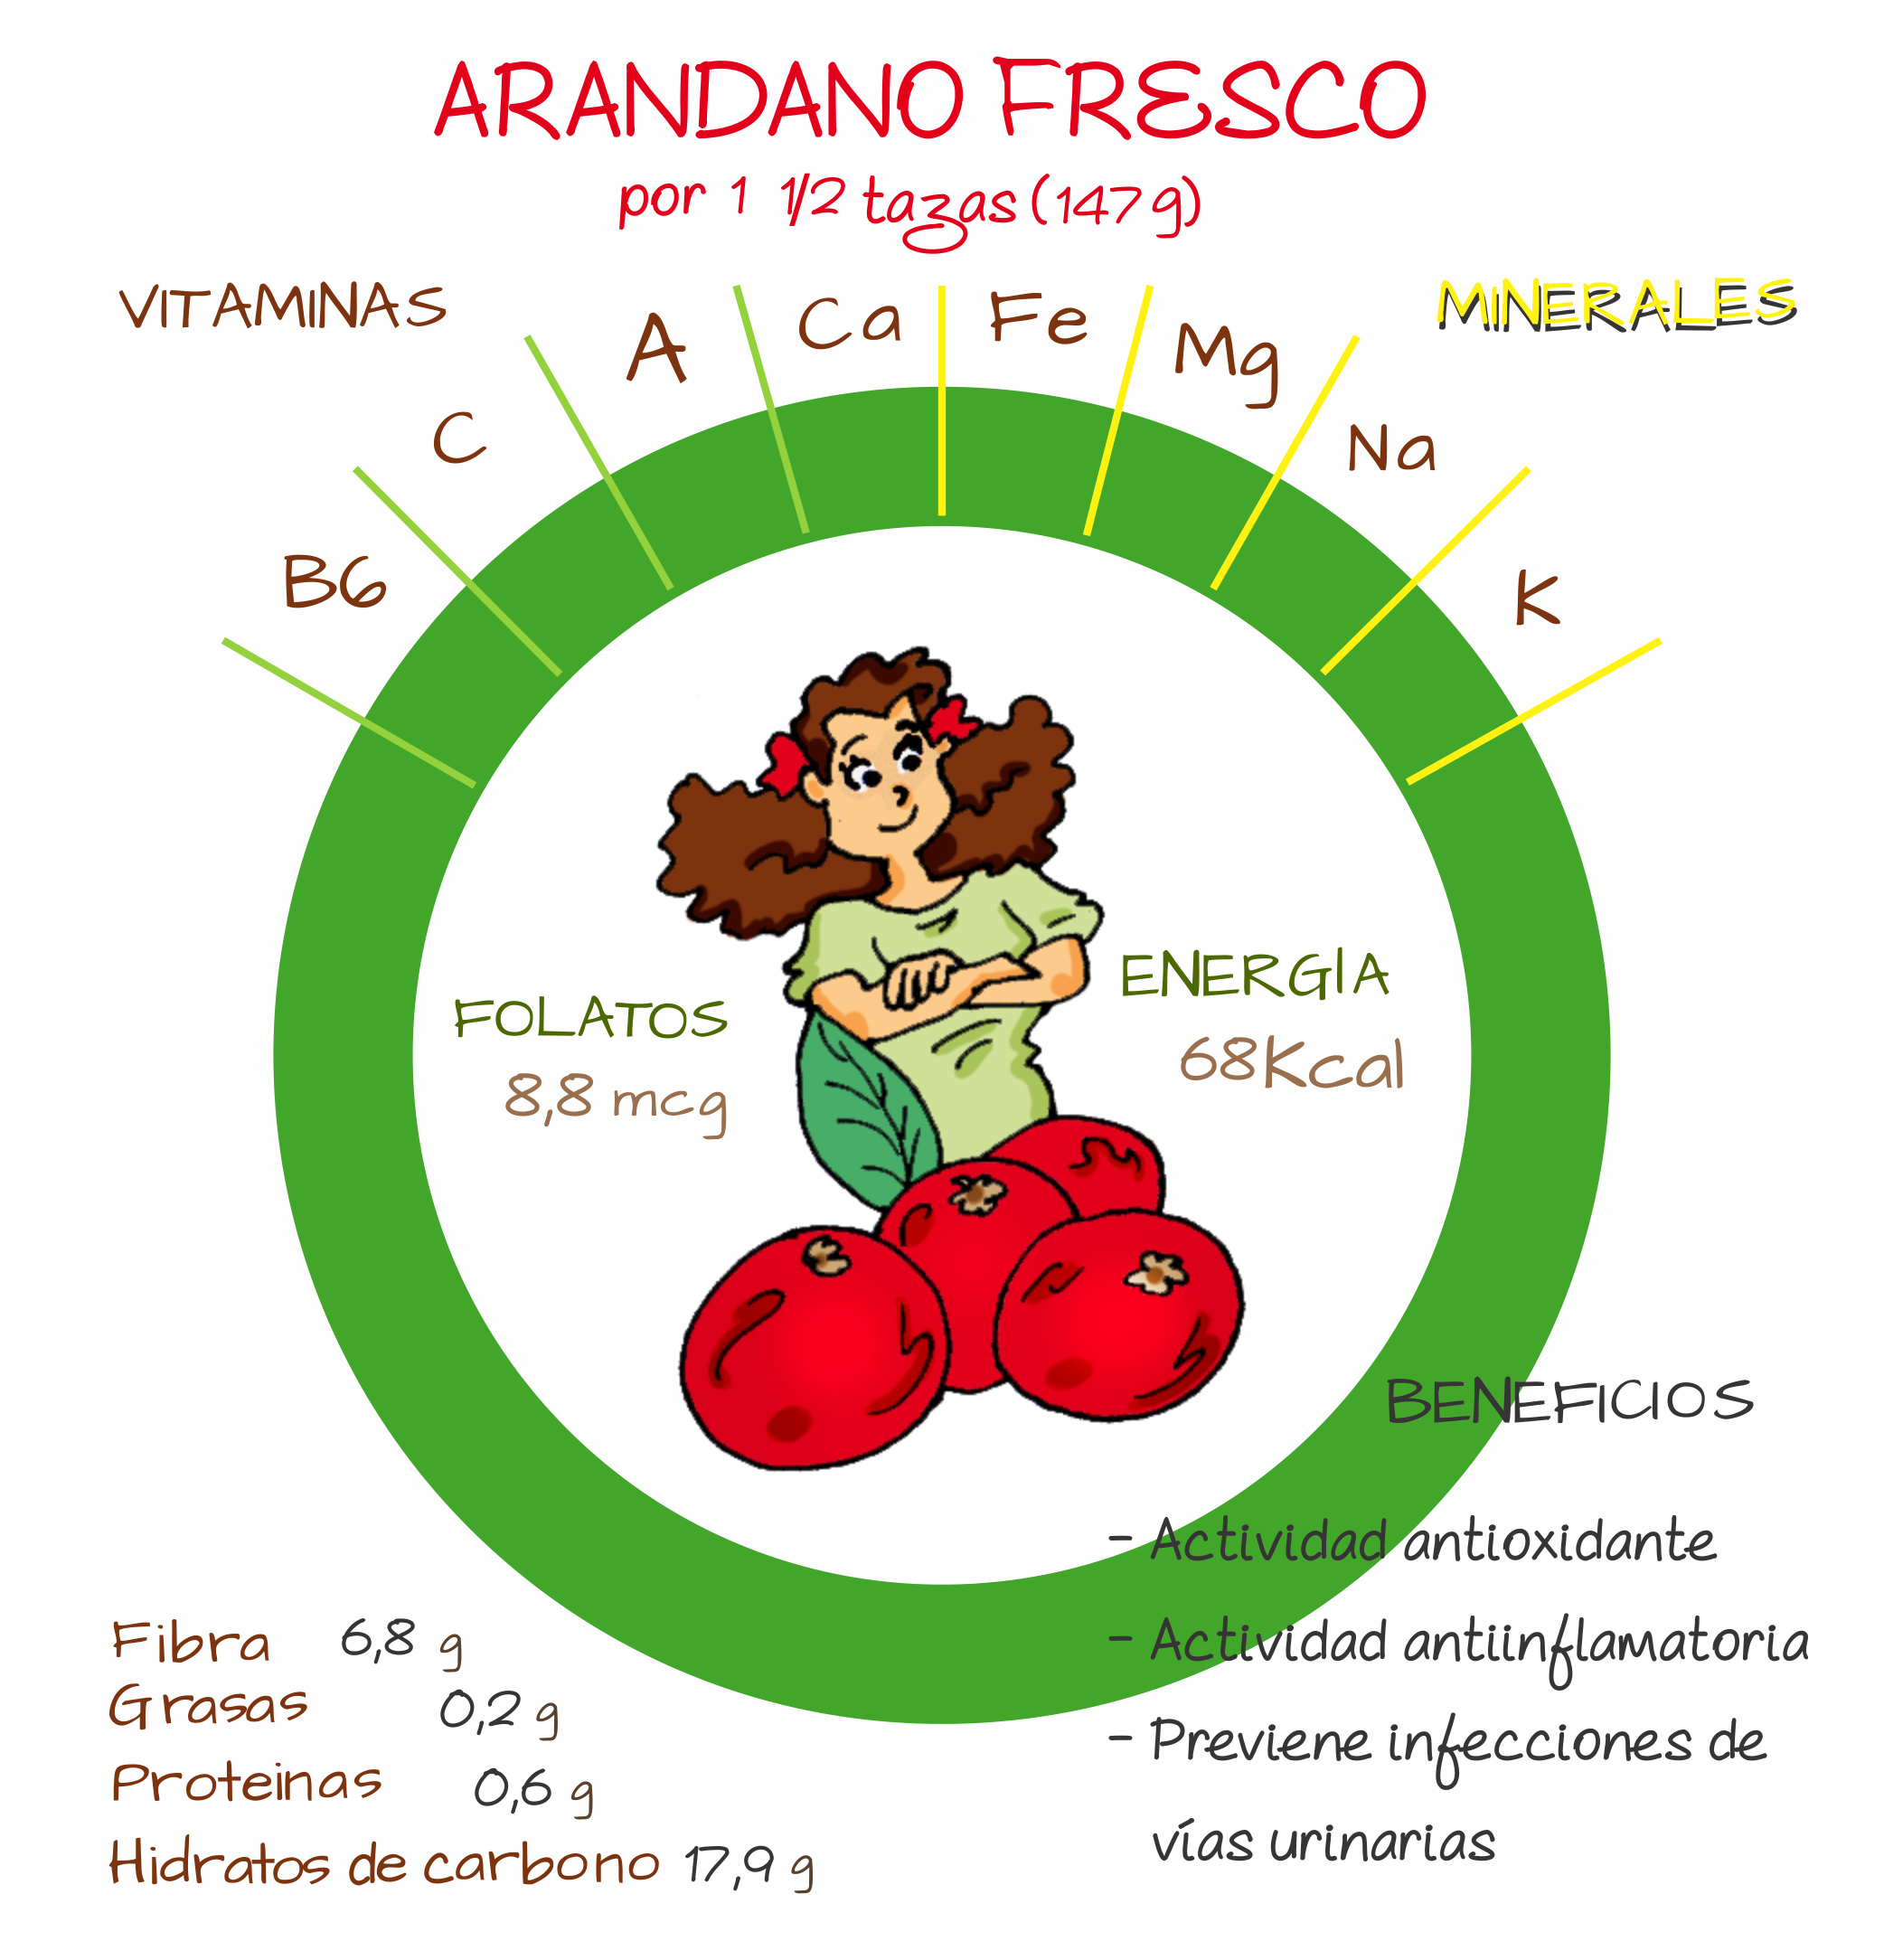 ARANDANO FRESCO
por 1 1/2 tazas (147g)
VITAMINAS
MINERALES
B6
C
A
Ca
Fe
Mg
Na
K
FOLATOS
8,8 mcg
ENERGIA
68Kcal
BENEFICIOS
- Actividad antioxidante
- Actividad antiinflamatoria
- Previene infecciones de
vías urinarias
Fibra 6,8 g
Grasas 0,2 g
Proteinas 0,6 g
Hidratos de carbono 17,9 g